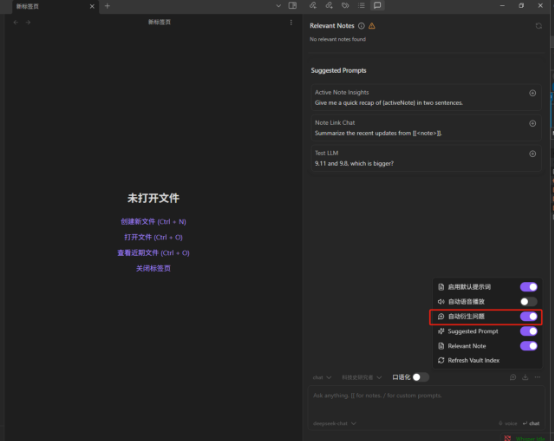 新标签页
新标签页
未打开文件
创建新文件 (Ctrl + N)
打开文件 (Ctrl + O)
查看近期文件 (Ctrl + O)
关闭标签页
Relevant Notes
No relevant notes found
Suggested Prompts
Active Note Insights
Give me a quick recap of {activeNote} in two sentences.
Note Link Chat
Summarize the recent updates from [[<note>]].
Test LLM
9.11 and 9.8, which is bigger?
启用默认提示词
自动语音播放
自动衍生问题
Suggested Prompt
Relevant Note
Refresh Vault Index
chat
口语化
Ask anything. [[ for notes, / for custom prompts.
deepseek-chat
chat